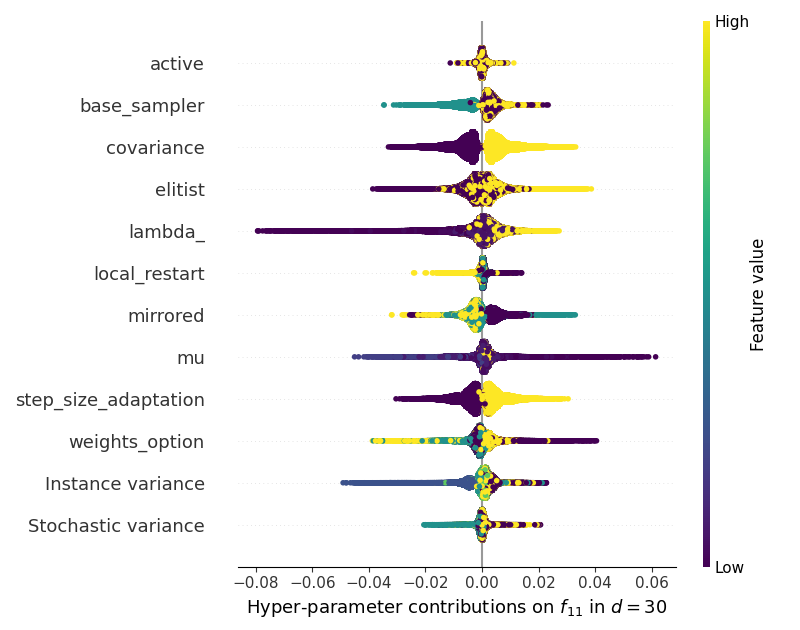 High
active
base_sampler
covariance
elitist
lambda_
local_restart
mirrored
mu
step_size_adaptation
weights_option
Instance variance
Stochastic variance
Feature value
Low
−0.08 −0.06 −0.04 −0.02 0.00 0.02 0.04 0.06
Hyper-parameter contributions on f₁₁ in d = 30